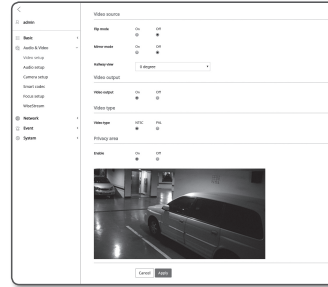 admin
Basic
Audio & Video
Video setup
Audio setup
Camera setup
Smart codec
Focus setup
WiseStream
Network
Event
System
Video source
Flip mode On Off
Mirror mode On Off
Hallway view 0 degree
Video output
Video output On Off
Video type
Video type NTSC PAL
Privacy area
Enable On Off
Cancel Apply